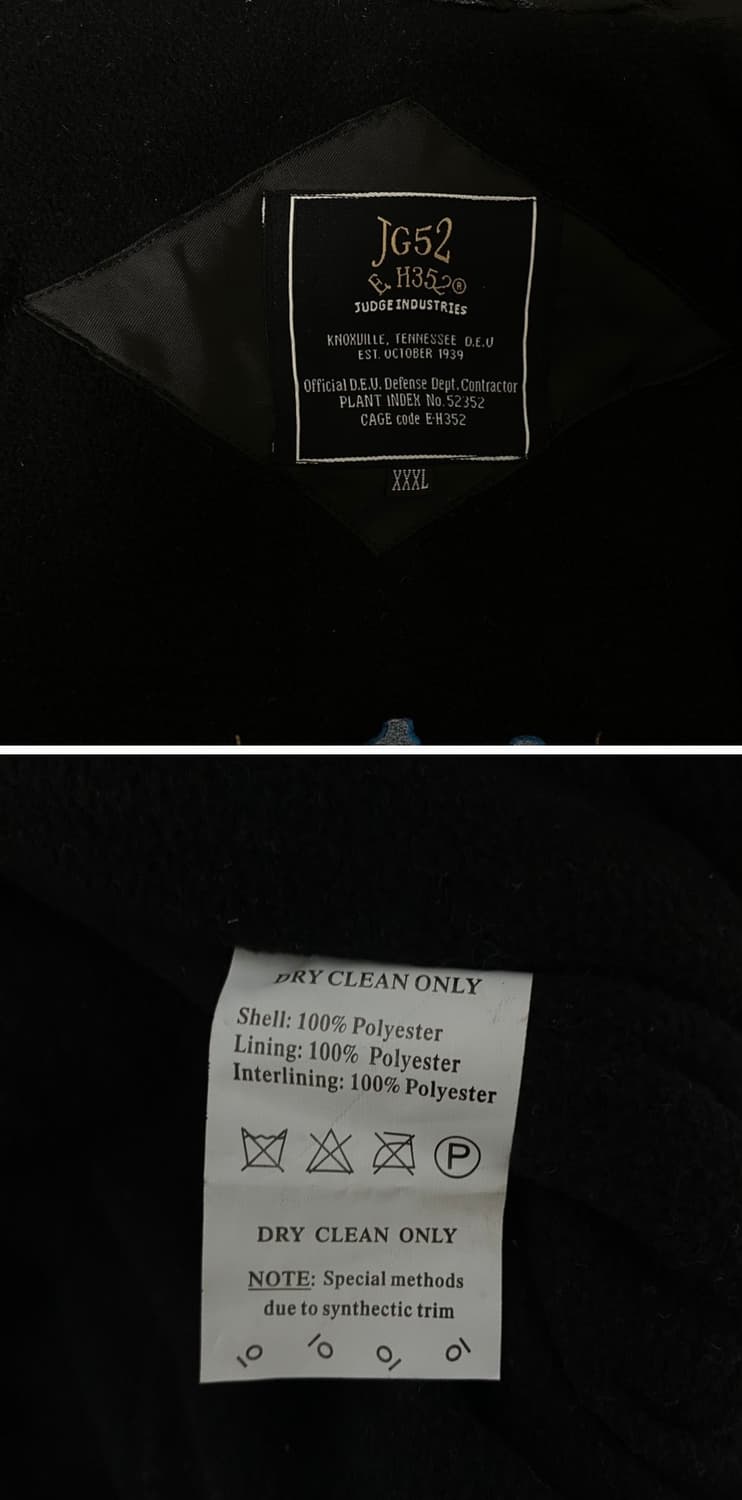 JG52
E.H352®
JUDGE INDUSTRIES
KNOXVILLE, TENNESSEE D.E.U
EST. OCTOBER 1939
Official D.E.U. Defense Dept. Contractor
PLANT INDEX No. 52352
CAGE code E-H352
XXXL
DRY CLEAN ONLY
Shell: 100% Polyester
Lining: 100% Polyester
Interlining: 100% Polyester
P
DRY CLEAN ONLY
NOTE: Special methods
due to synthectic trim